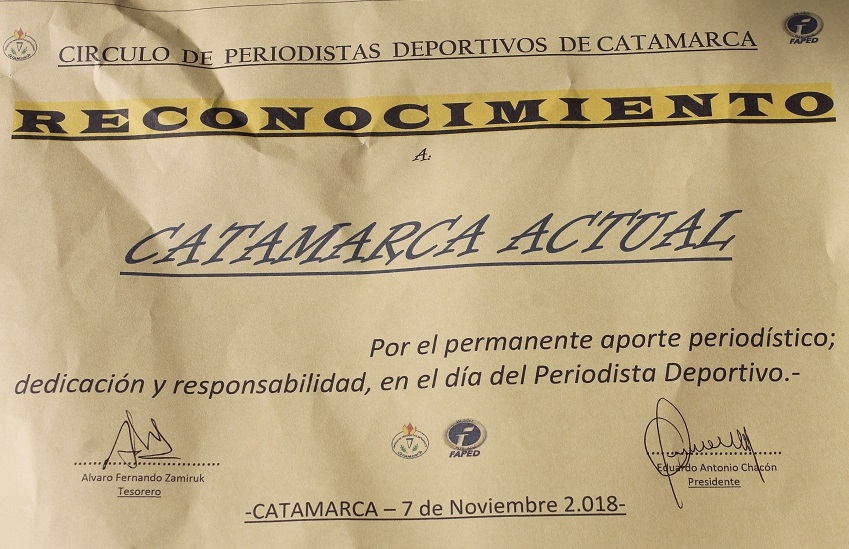 CIRCULO DE PERIODISTAS DEPORTIVOS DE CATAMARCA
FAPED
RECONOCIMIENTO
A:
CATAMARCA ACTUAL
Por el permanente aporte periodístico;
dedicación y responsabilidad, en el día del Periodista Deportivo.-
FAPED
Alvaro Fernando Zamiruk
Tesorero
Eduardo Antonio Chacón
Presidente
-CATAMARCA – 7 de Noviembre 2.018-